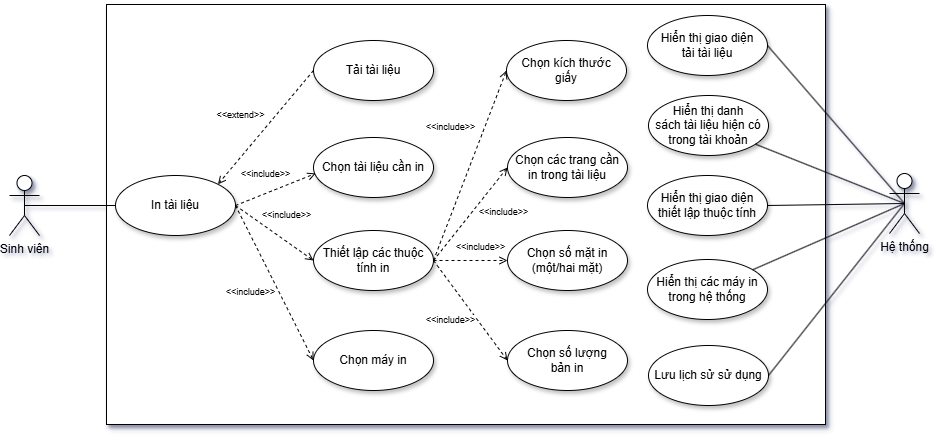 Sinh viên
In tài liệu
<<extend>>
<<include>>
<<include>>
<<include>>
Tải tài liệu
Chọn tài liệu cần in
Thiết lập các thuộc
tính in
Chọn máy in
<<include>>
<<include>>
<<include>>
<<include>>
Chọn kích thước
giấy
Chọn các trang cần
in trong tài liệu
Chọn số mặt in
(một/hai mặt)
Chọn số lượng
bản in
Hiển thị giao diện
tải tài liệu
Hiển thị danh
sách tài liệu hiện có
trong tài khoản
Hiển thị giao diện
thiết lập thuộc tính
Hiển thị các máy in
trong hệ thống
Lưu lịch sử sử dụng
Hệ thống